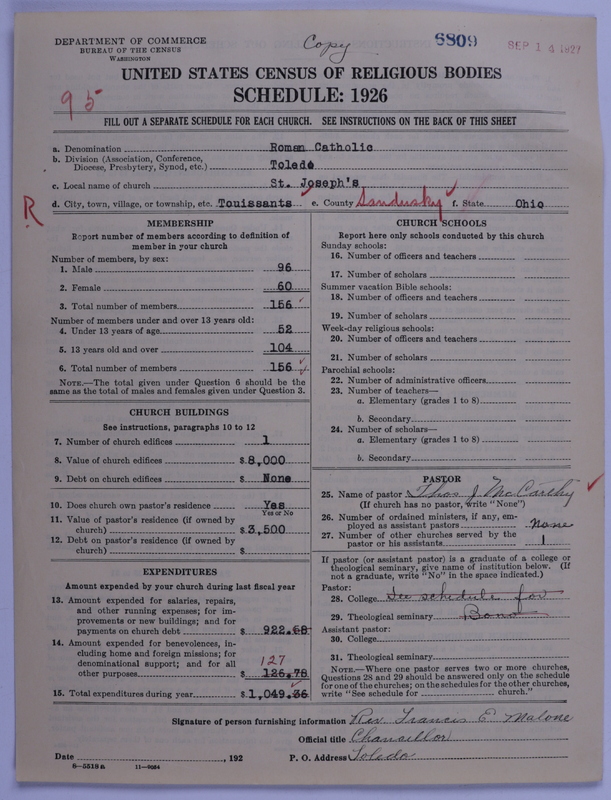 DEPARTMENT OF COMMERCE
BUREAU OF THE CENSUS
WASHINGTON
Copy
6809
SEP 14 1927
95
UNITED STATES CENSUS OF RELIGIOUS BODIES
SCHEDULE: 1926
FILL OUT A SEPARATE SCHEDULE FOR EACH CHURCH. SEE INSTRUCTIONS ON THE BACK OF THIS SHEET
a. Denomination Roman Catholic
b. Division (Association, Conference,
Diocese, Presbytery, Synod, etc.) Toledo
c. Local name of church St. Joseph's
R
d. City, town, village, or township, etc. Touissants e. County Sandusky f. State Ohio
MEMBERSHIP
Report number of members according to definition of
member in your church
Number of members, by sex:
1. Male 96
2. Female 60
3. Total number of members 156
Number of members under and over 13 years old:
4. Under 13 years of age 52
5. 13 years old and over 104
6. Total number of members 156
NOTE.—The total given under Question 6 should be the
same as the total of males and females given under Question 3.
CHURCH BUILDINGS
See instructions, paragraphs 10 to 12
7. Number of church edifices 1
8. Value of church edifices $ 8,000
9. Debt on church edifices $ None
10. Does church own pastor's residence Yes
Yes or No
11. Value of pastor's residence (if owned by
church) $ 3,500
12. Debt on pastor's residence (if owned by
church) $
EXPENDITURES
Amount expended by your church during last fiscal year
13. Amount expended for salaries, repairs,
and other running expenses; for im-
provements or new buildings; and for
payments on church debt $ 922.58
14. Amount expended for benevolences, in-
cluding home and foreign missions; for
denominational support; and for all
other purposes 127 $ 126.78
15. Total expenditures during year $ 1,049.36
CHURCH SCHOOLS
Report here only schools conducted by this church
Sunday schools:
16. Number of officers and teachers
17. Number of scholars
Summer vacation Bible schools:
18. Number of officers and teachers
19. Number of scholars
Week-day religious schools:
20. Number of officers and teachers
21. Number of scholars
Parochial schools:
22. Number of administrative officers
23. Number of teachers—
a. Elementary (grades 1 to 8)
b. Secondary
24. Number of scholars—
a. Elementary (grades 1 to 8)
b. Secondary
PASTOR
25. Name of pastor Thos J McCarthy
(If church has no pastor, write "None")
26. Number of ordained ministers, if any, em-
ployed as assistant pastors none
27. Number of other churches served by the
pastor or his assistants 1
If pastor (or assistant pastor) is a graduate of a college or
theological seminary, give name of institution below. (If
not a graduate, write "No" in the space indicated.)
Pastor:
28. College See schedule for
29. Theological seminary Bono
Assistant pastor:
30. College
31. Theological seminary
NOTE.—Where one pastor serves two or more churches,
Questions 28 and 29 should be answered only on the schedule
for one of the churches; on the schedules for the other churches,
write "See schedule for church."
Signature of person furnishing information Rev. Francis E. Malone
Official title Chancillor
Date , 192 P. O. Address Toledo
8—5518 B 11—9054